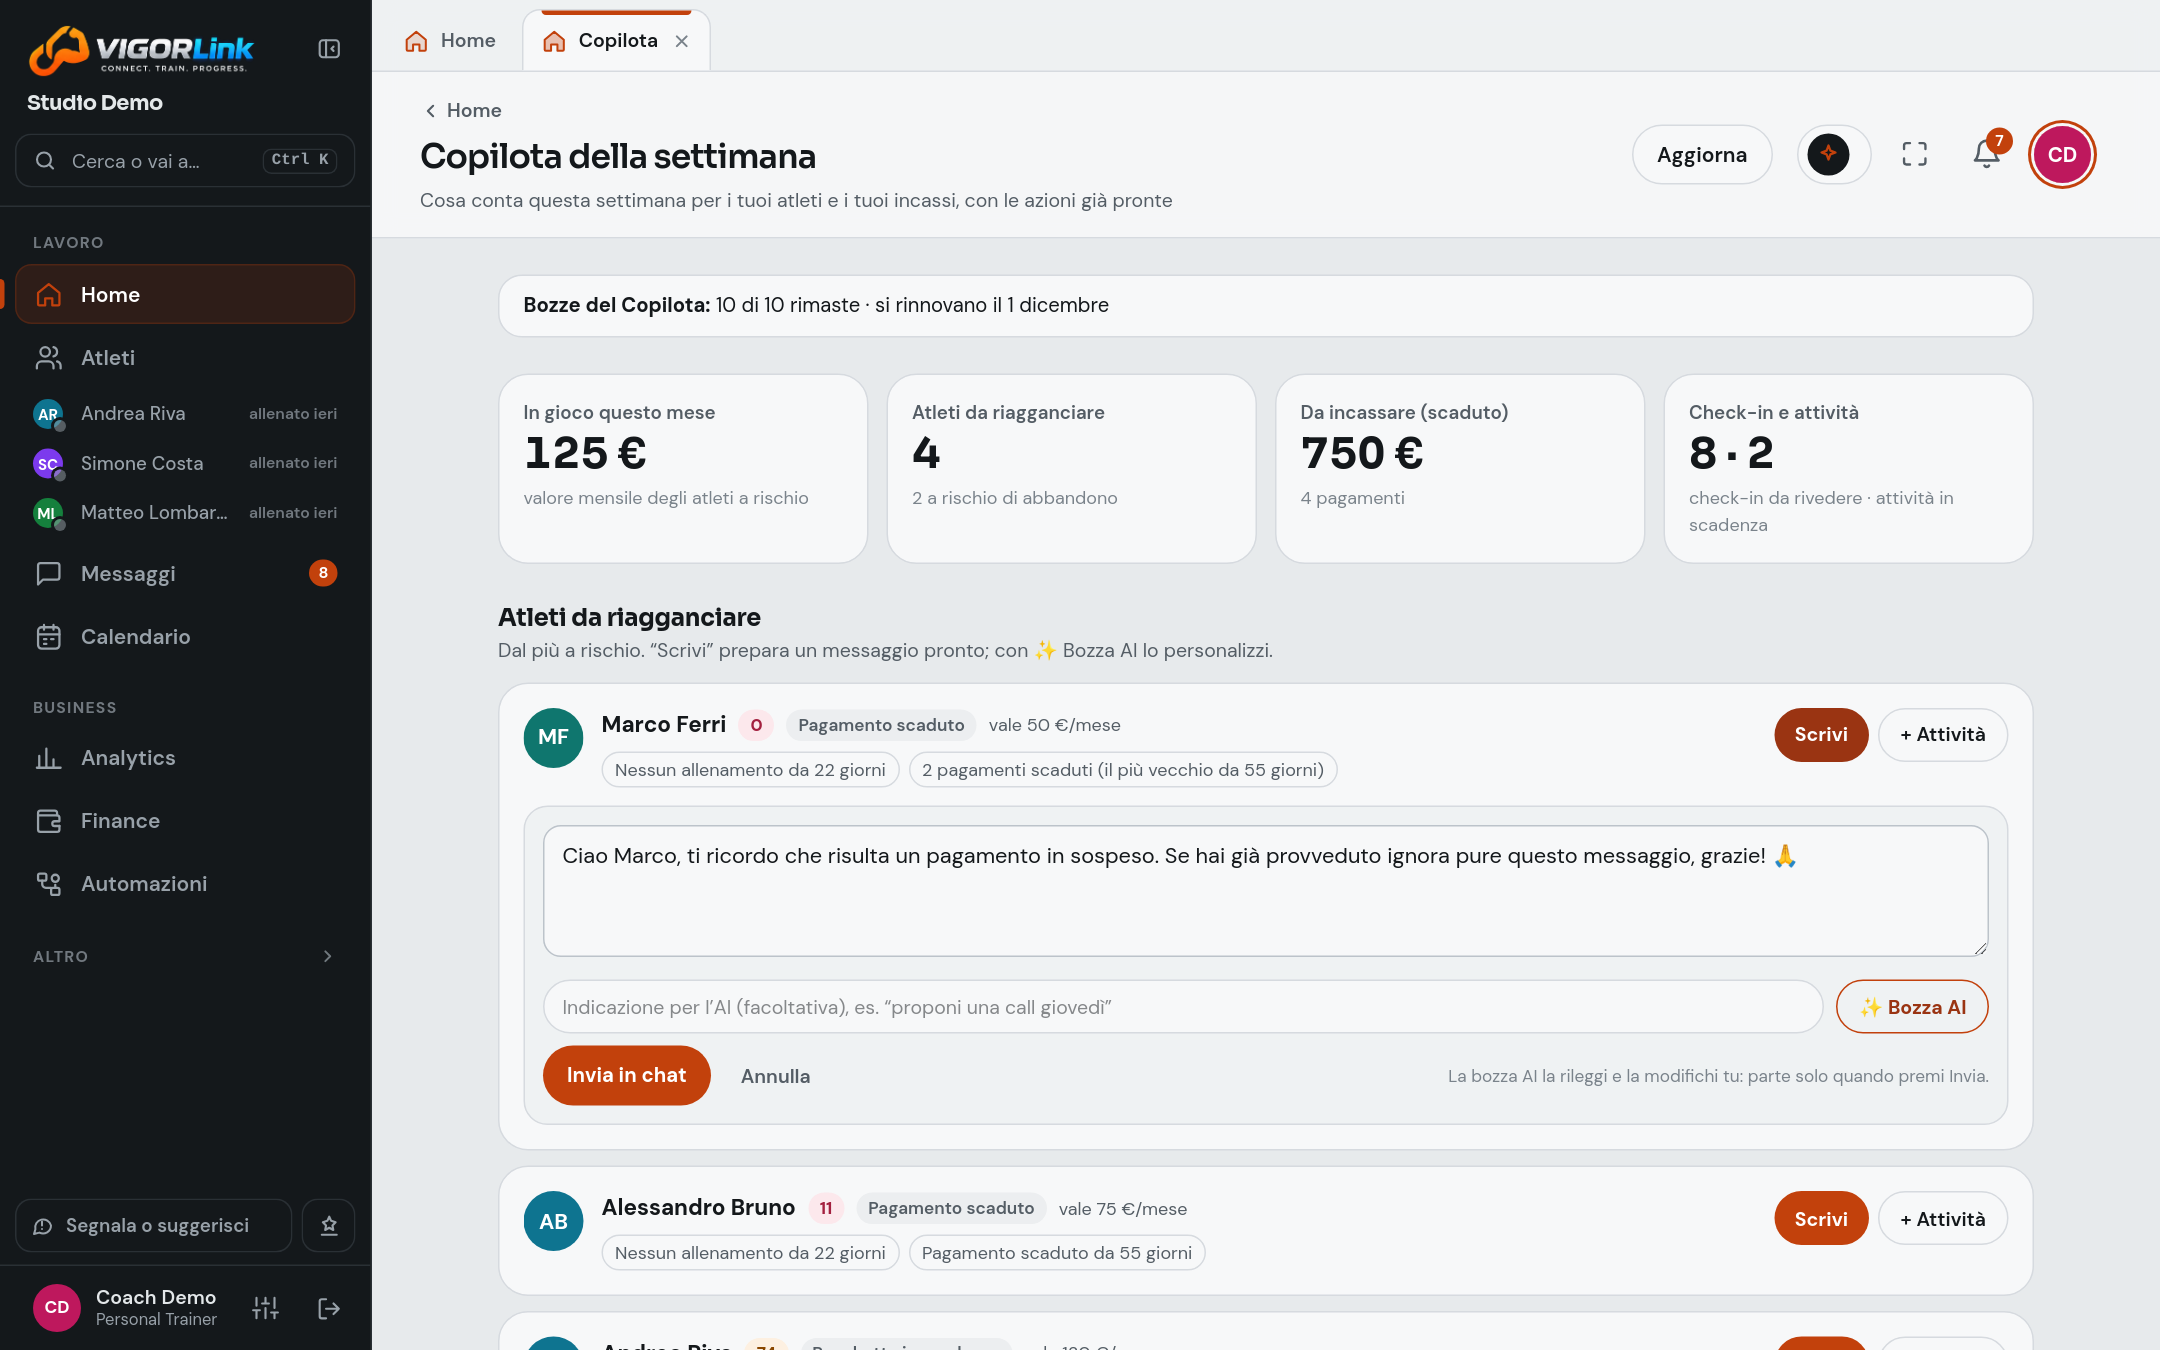 VIGORLink
CONNECT. TRAIN. PROGRESS.
Studio Demo
Cerca o vai a...
Ctrl K
LAVORO
Home
Atleti
AR Andrea Riva allenato ieri
SC Simone Costa allenato ieri
ML Matteo Lombar... allenato ieri
Messaggi 8
Calendario
BUSINESS
Analytics
Finance
Automazioni
ALTRO
Segnala o suggerisci
CD Coach Demo
Personal Trainer
Home
Copilota
Home
Copilota della settimana
Cosa conta questa settimana per i tuoi atleti e i tuoi incassi, con le azioni già pronte
Aggiorna
7
CD
Bozze del Copilota: 10 di 10 rimaste · si rinnovano il 1 dicembre
In gioco questo mese
125 €
valore mensile degli atleti a rischio
Atleti da riagganciare
4
2 a rischio di abbandono
Da incassare (scaduto)
750 €
4 pagamenti
Check-in e attività
8 · 2
check-in da rivedere · attività in
scadenza
Atleti da riagganciare
Dal più a rischio. “Scrivi” prepara un messaggio pronto; con ✨ Bozza AI lo personalizzi.
MF Marco Ferri 0 Pagamento scaduto vale 50 €/mese
Nessun allenamento da 22 giorni
2 pagamenti scaduti (il più vecchio da 55 giorni)
Scrivi
+ Attività
Ciao Marco, ti ricordo che risulta un pagamento in sospeso. Se hai già provveduto ignora pure questo messaggio, grazie! 🙏
Indicazione per l’AI (facoltativa), es. “proponi una call giovedì”
✨ Bozza AI
Invia in chat
Annulla
La bozza AI la rileggi e la modifichi tu: parte solo quando premi Invia.
AB Alessandro Bruno 11 Pagamento scaduto vale 75 €/mese
Nessun allenamento da 22 giorni
Pagamento scaduto da 55 giorni
Scrivi
+ Attività
Andrea Riva 74